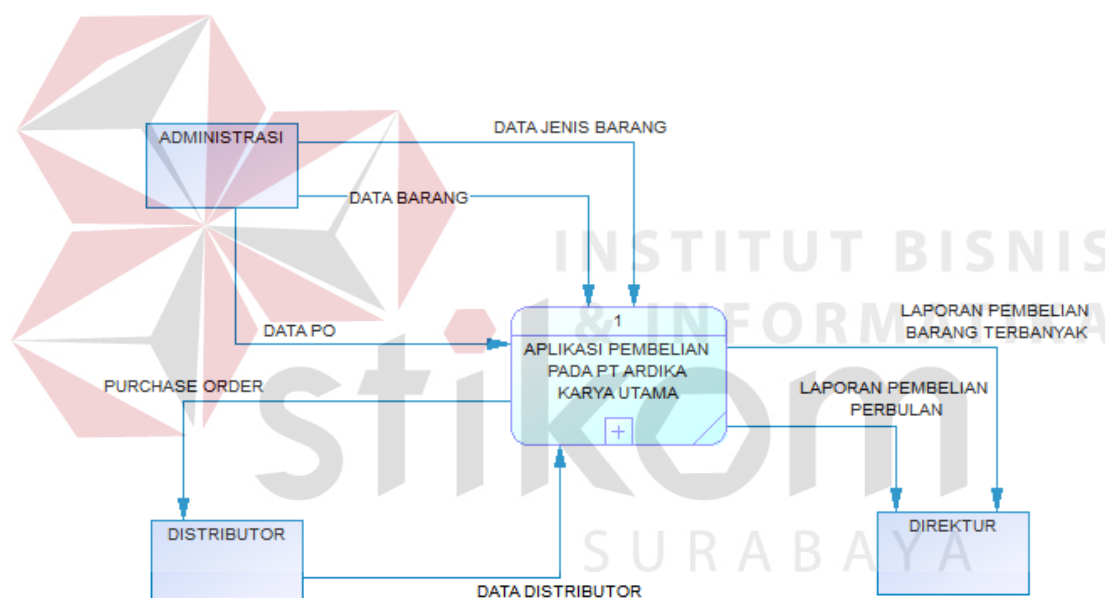 ADMINISTRASI
DATA JENIS BARANG
DATA BARANG
INSTITUT BISNIS
& INFORMATIKA
LAPORAN PEMBELIAN
BARANG TERBANYAK
1
APLIKASI PEMBELIAN
PADA PT ARDIKA
KARYA UTAMA
DATA PO
PURCHASE ORDER
LAPORAN PEMBELIAN
PERBULAN
stikom
DISTRIBUTOR
DIREKTUR
SURABAYA
DATA DISTRIBUTOR